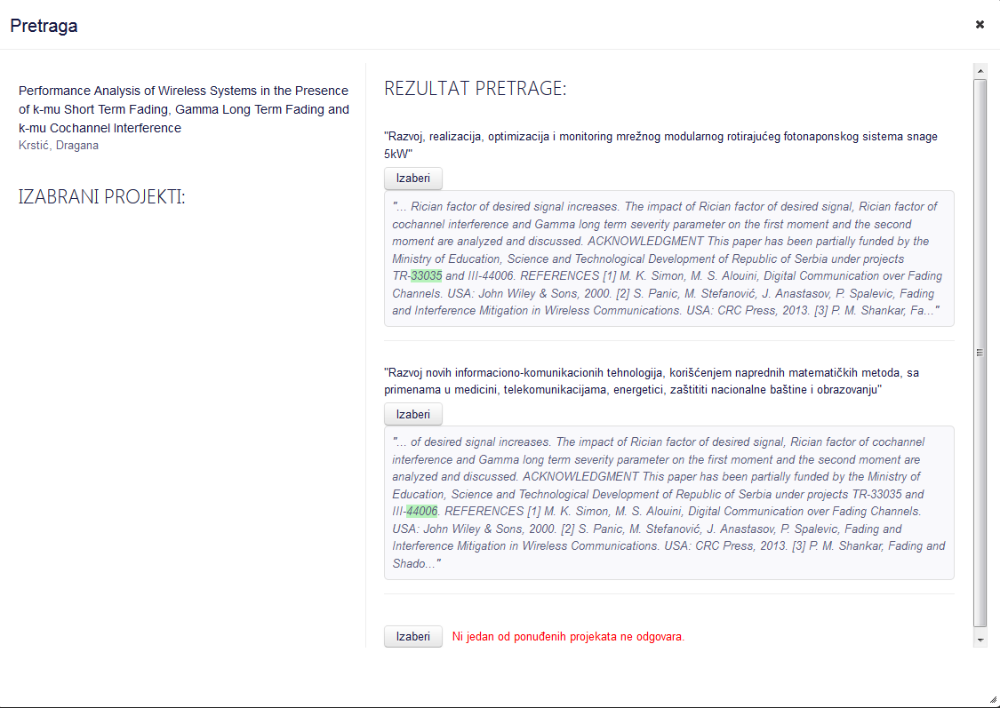 Pretraga
Performance Analysis of Wireless Systems in the Presence
of k-mu Short Term Fading, Gamma Long Term Fading and
k-mu Cochannel Interference
Krstić, Dragana
IZABRANI PROJEKTI:
REZULTAT PRETRAGE:
"Razvoj, realizacija, optimizacija i monitoring mrežnog modularnog rotirajućeg fotonaponskog sistema snage
5kW"
Izaberi
"... Rician factor of desired signal increases. The impact of Rician factor of desired signal, Rician factor of
cochannel interference and Gamma long term severity parameter on the first moment and the second
moment are analyzed and discussed. ACKNOWLEDGMENT This paper has been partially funded by the
Ministry of Education, Science and Technological Development of Republic of Serbia under projects
TR-33035 and III-44006. REFERENCES [1] M. K. Simon, M. S. Alouini, Digital Communication over Fading
Channels. USA: John Wiley & Sons, 2000. [2] S. Panic, M. Stefanović, J. Anastasov, P. Spalevic, Fading
and Interference Mitigation in Wireless Communications. USA: CRC Press, 2013. [3] P. M. Shankar, Fa..."
"Razvoj novih informaciono-komunikacionih tehnologija, korišćenjem naprednih matematičkih metoda, sa
primenama u medicini, telekomunikacijama, energetici, zaštititi nacionalne baštine i obrazovanju"
Izaberi
"... of desired signal increases. The impact of Rician factor of desired signal, Rician factor of cochannel
interference and Gamma long term severity parameter on the first moment and the second moment are
analyzed and discussed. ACKNOWLEDGMENT This paper has been partially funded by the Ministry of
Education, Science and Technological Development of Republic of Serbia under projects TR-33035 and
III-44006. REFERENCES [1] M. K. Simon, M. S. Alouini, Digital Communication over Fading Channels.
USA: John Wiley & Sons, 2000. [2] S. Panic, M. Stefanović, J. Anastasov, P. Spalevic, Fading and
Interference Mitigation in Wireless Communications. USA: CRC Press, 2013. [3] P. M. Shankar, Fading and
Shado..."
Izaberi Ni jedan od ponuđenih projekata ne odgovara.